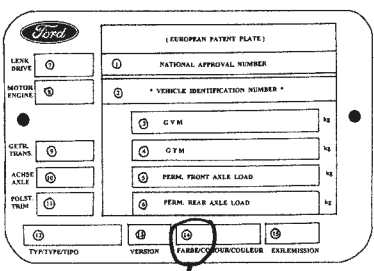 Ford
(EUROPEAN PATENT PLATE)
LENK DRIVE 7
1 NATIONAL APPROVAL NUMBER
MOTOR ENGINE 8
2 * VEHICLE IDENTIFICATION NUMBER *
3 GVM kg
GETR. TRANS. 9
4 GTM kg
ACHSE AXLE 10
5 PERM. FRONT AXLE LOAD kg
POLST. TRIM 11
6 PERM. REAR AXLE LOAD kg
12 13 14 15
TYP/TYPE/TIPO VERSION FARBE/COLOUR/COULEUR EXH.EMISSION